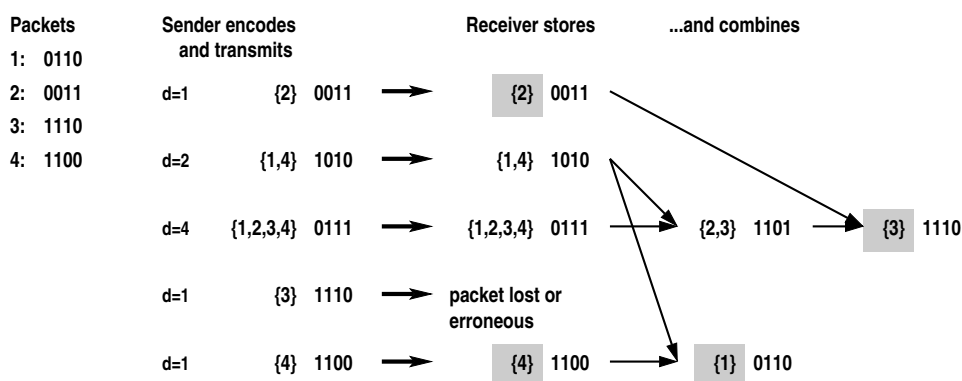 Packets
1: 0110
2: 0011
3: 1110
4: 1100
Sender encodes
and transmits
Receiver stores
...and combines
d=1 {2} 0011
{2} 0011
d=2 {1,4} 1010
{1,4} 1010
d=4 {1,2,3,4} 0111
{1,2,3,4} 0111
{2,3} 1101
{3} 1110
d=1 {3} 1110
packet lost or
erroneous
d=1 {4} 1100
{4} 1100
{1} 0110